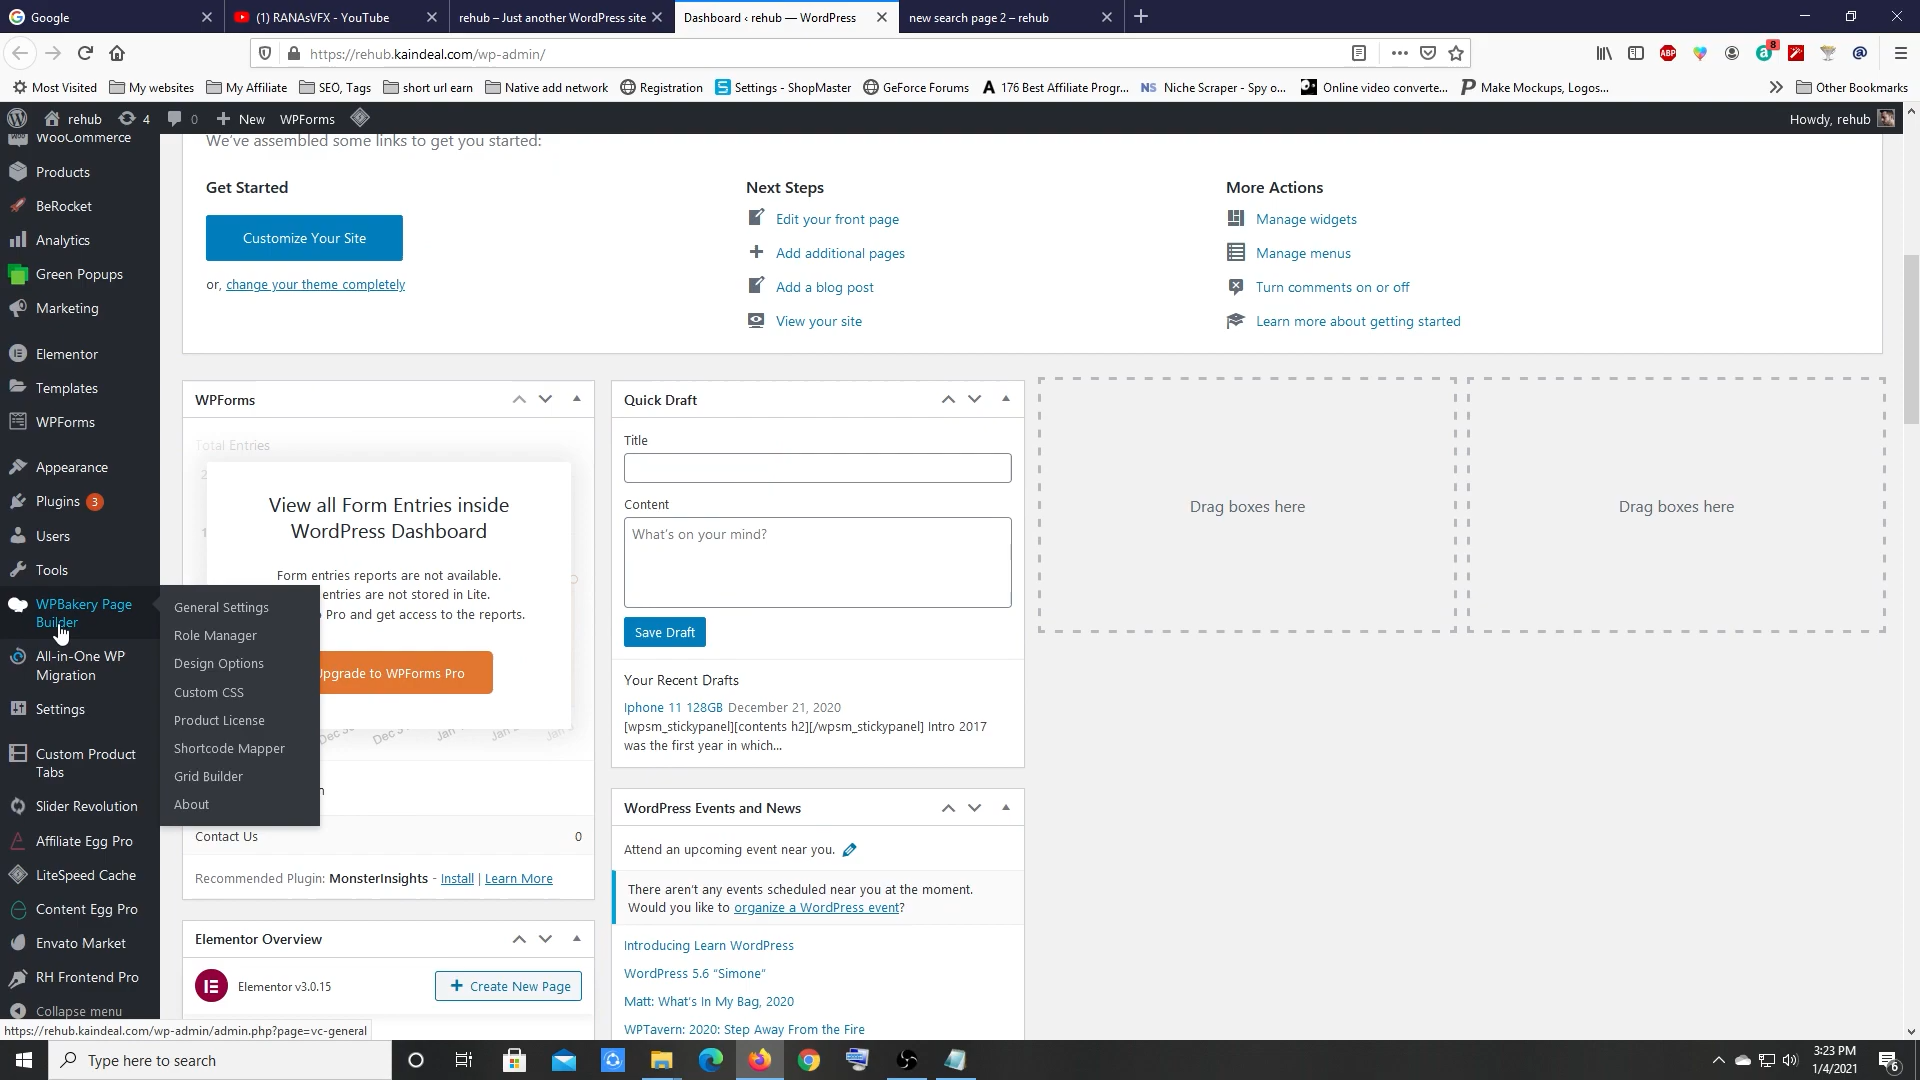 Google
(1) RANAsVFX - YouTube
rehub – Just another WordPress site
Dashboard ‹ rehub — WordPress
new search page 2 – rehub
https://rehub.kaindeal.com/wp-admin/
ABP
8
Most Visited
My websites
My Affiliate
SEO, Tags
short url earn
Native add network
Registration
Settings - ShopMaster
GeForce Forums
176 Best Affiliate Progr...
NS Niche Scraper - Spy o...
Online video converte...
Make Mockups, Logos...
Other Bookmarks
rehub
4
0
New
WPForms
Howdy, rehub
WooCommerce
Products
BeRocket
Analytics
Green Popups
Marketing
Elementor
Templates
WPForms
Appearance
Plugins 3
Users
Tools
WPBakery Page
Builder
All-in-One WP
Migration
Settings
Custom Product
Tabs
Slider Revolution
Affiliate Egg Pro
LiteSpeed Cache
Content Egg Pro
Envato Market
RH Frontend Pro
Collapse menu
General Settings
Role Manager
Design Options
Custom CSS
Product License
Shortcode Mapper
Grid Builder
About
We've assembled some links to get you started:
Get Started
Customize Your Site
or, change your theme completely
Next Steps
Edit your front page
Add additional pages
Add a blog post
View your site
More Actions
Manage widgets
Manage menus
Turn comments on or off
Learn more about getting started
WPForms
Total Entries
View all Form Entries inside
WordPress Dashboard
Form entries reports are not available.
entries are not stored in Lite.
Pro and get access to the reports.
Upgrade to WPForms Pro
Contact Us 0
Recommended Plugin: MonsterInsights - Install | Learn More
Elementor Overview
Elementor v3.0.15
Create New Page
Quick Draft
Title
Content
What's on your mind?
Save Draft
Your Recent Drafts
Iphone 11 128GB December 21, 2020
[wpsm_stickypanel][contents h2][/wpsm_stickypanel] Intro 2017
was the first year in which...
WordPress Events and News
Attend an upcoming event near you.
There aren't any events scheduled near you at the moment.
Would you like to organize a WordPress event?
Introducing Learn WordPress
WordPress 5.6 “Simone”
Matt: What's In My Bag, 2020
WPTavern: 2020: Step Away From the Fire
Drag boxes here
Drag boxes here
https://rehub.kaindeal.com/wp-admin/admin.php?page=vc-general
Type here to search
3:23 PM
1/4/2021
6